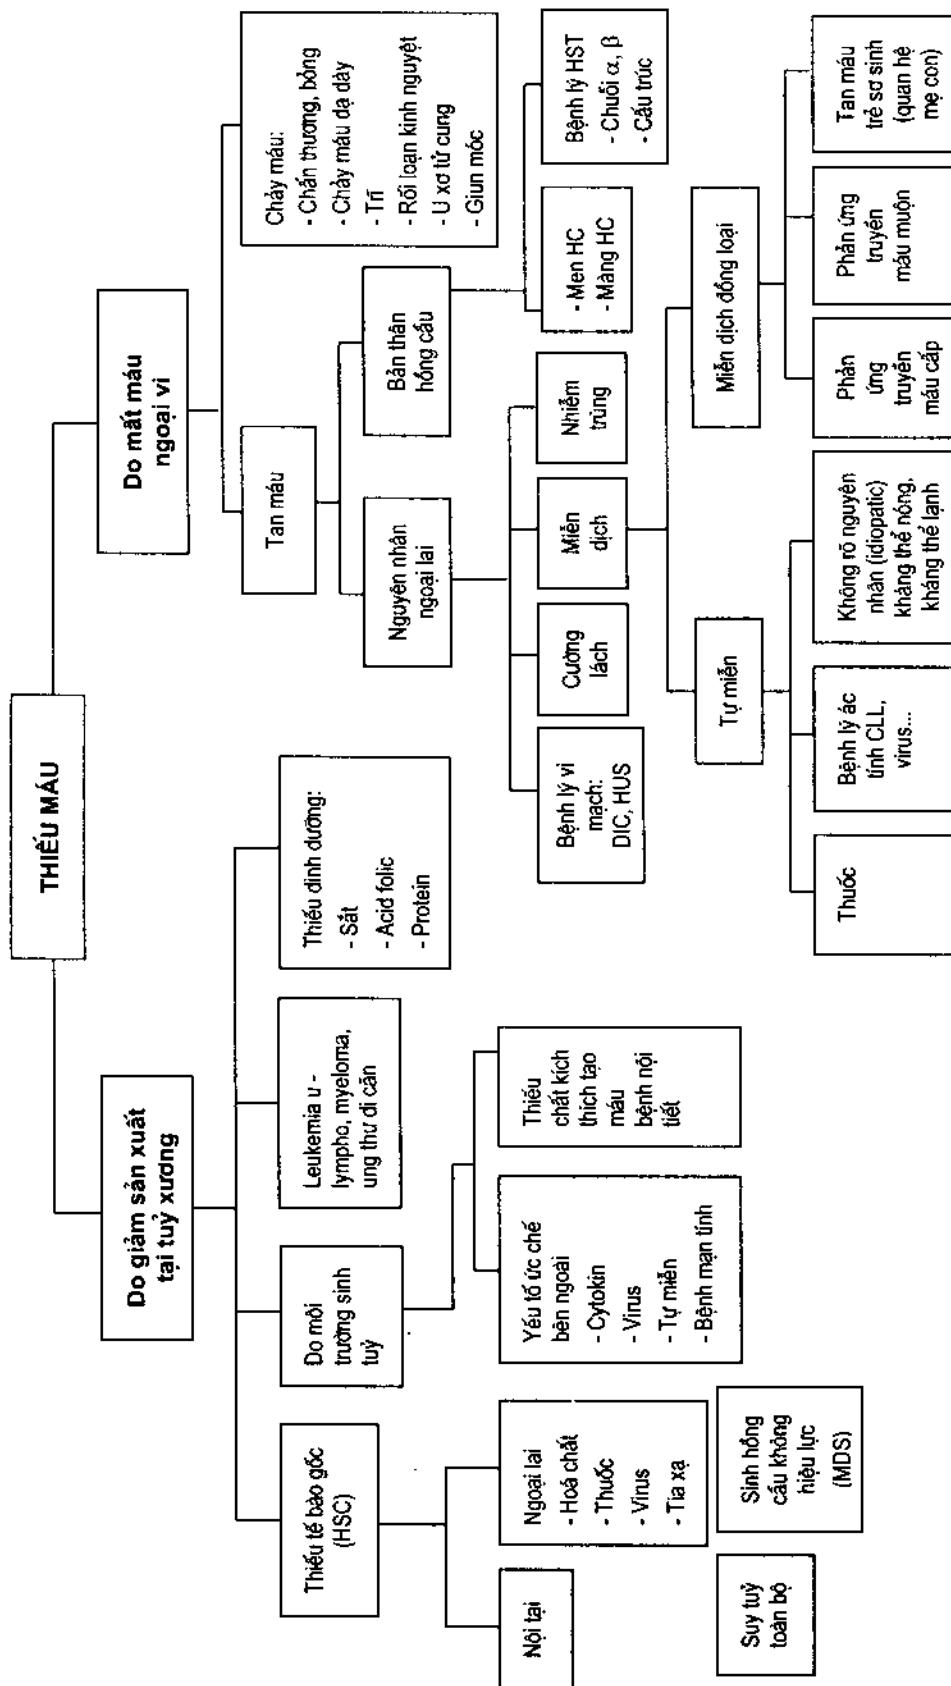 THIẾU MÁU
Do giảm sản xuất
tại tuỷ xương
Do mất máu
ngoại vi
Thiếu tế bào gốc
(HSC)
Do môi
trường sinh
tuỷ
Leukemia u -
lympho, myeloma,
ung thư di căn
Thiếu dinh dưỡng:
- Sắt
- Acid folic
- Protein
Tan máu
Chảy máu:
- Chấn thương, bỏng
- Chảy máu dạ dày
- Trĩ
- Rối loạn kinh nguyệt
- U xơ tử cung
- Giun móc
Nguyên nhân
ngoại lai
Bản thân
hồng cầu
Nội tại
Ngoại lai
- Hoá chất
- Thuốc
- Virus
- Tia xạ
Yếu tố ức chế
bên ngoài
- Cytokin
- Virus
- Tự miễn
- Bệnh mạn tính
Thiếu
chất kích
thích tạo
máu
bệnh nội
tiết
Bệnh lý vi
mạch:
DIC, HUS
Cường
lách
Miễn
dịch
Nhiễm
trùng
- Men HC
- Màng HC
Bệnh lý HST
- Chuỗi α, β
- Cấu trúc
Suy tuỷ
toàn bộ
Sinh hồng
cầu không
hiệu lực
(MDS)
Tự miễn
Miễn dịch đồng loại
Thuốc
Bệnh lý ác
tính CLL,
virus...
Không rõ nguyên
nhân (idiopatic)
kháng thể nóng,
kháng thể lạnh
Phản
ứng
truyền
máu cấp
Phản ứng
truyền
máu muộn
Tan máu
trẻ sơ sinh
(quan hệ
mẹ con)